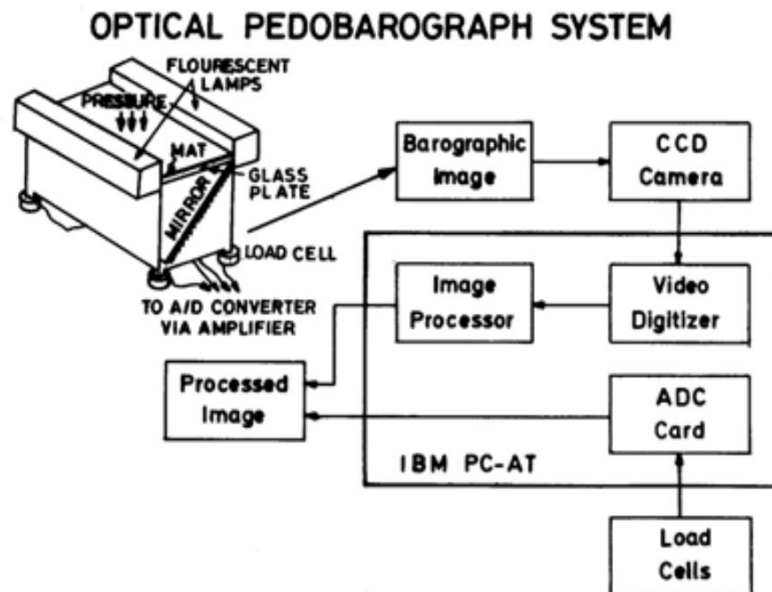 OPTICAL PEDOBAROGRAPH SYSTEM
FLOURESCENT
LAMPS
PRESSURE
MAT
GLASS
PLATE
MIRROR
LOAD CELL
TO A/D CONVERTER
VIA AMPLIFIER
Barographic
Image
CCD
Camera
Image
Processor
Video
Digitizer
Processed
Image
ADC
Card
IBM PC-AT
Load
Cells